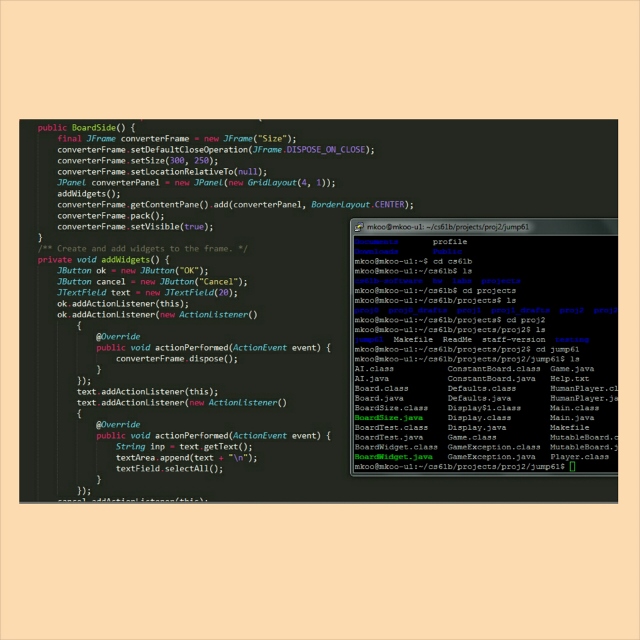 public BoardSide() {
final JFrame converterFrame = new JFrame("Size");
converterFrame.setDefaultCloseOperation(JFrame.DISPOSE_ON_CLOSE);
converterFrame.setSize(300, 250);
converterFrame.setLocationRelativeTo(null);
JPanel converterPanel = new JPanel(new GridLayout(4, 1));
addWidgets();
converterFrame.getContentPane().add(converterPanel, BorderLayout.CENTER);
converterFrame.pack();
converterFrame.setVisible(true);
}
/** Create and add widgets to the frame. */
private void addWidgets() {
JButton ok = new JButton("OK");
JButton cancel = new JButton("Cancel");
JTextField text = new JTextField(20);
ok.addActionListener(this);
ok.addActionListener(new ActionListener()
{
@Override
public void actionPerformed(ActionEvent event) {
converterFrame.dispose();
}
});
text.addActionListener(this);
text.addActionListener(new ActionListener()
{
@Override
public void actionPerformed(ActionEvent event) {
String inp = text.getText();
textArea.append(text + "\n");
textField.selectAll();
}
});
cancel.addActionListener(this);
mkoo@mkoo-u1: ~/cs61b/projects/proj2/jump61
profile
mkoo@mkoo-u1:~$ cd cs61b
mkoo@mkoo-u1:~/cs61b$ ls
mkoo@mkoo-u1:~/cs61b$ cd projects
mkoo@mkoo-u1:~/cs61b/projects$ ls
mkoo@mkoo-u1:~/cs61b/projects$ cd proj2
mkoo@mkoo-u1:~/cs61b/projects/proj2$ ls
jump61 Makefile ReadMe staff-version testing
mkoo@mkoo-u1:~/cs61b/projects/proj2$ cd jump61
mkoo@mkoo-u1:~/cs61b/projects/proj2/jump61$ ls
AI.class ConstantBoard.class Game.java
AI.java ConstantBoard.java Help.txt
Board.class Defaults.class HumanPlayer.cl
Board.java Defaults.java HumanPlayer.ja
BoardSize.class Display$1.class Main.class
BoardSize.java Display.class Main.java
BoardTest.class Display.java Makefile
BoardTest.java Game.class MutableBoard.c
BoardWidget.class GameException.class MutableBoard.j
BoardWidget.java GameException.java Player.class
mkoo@mkoo-u1:~/cs61b/projects/proj2/jump61$